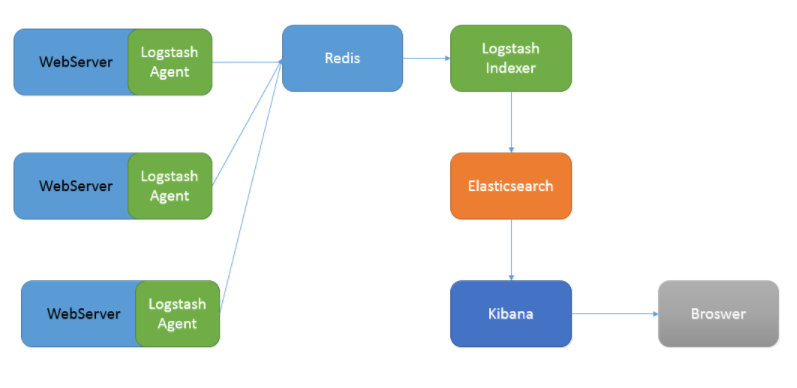 WebServer
Logstash
Agent
Redis
Logstash
Indexer
WebServer
Logstash
Agent
Elasticsearch
WebServer
Logstash
Agent
Kibana
Broswer